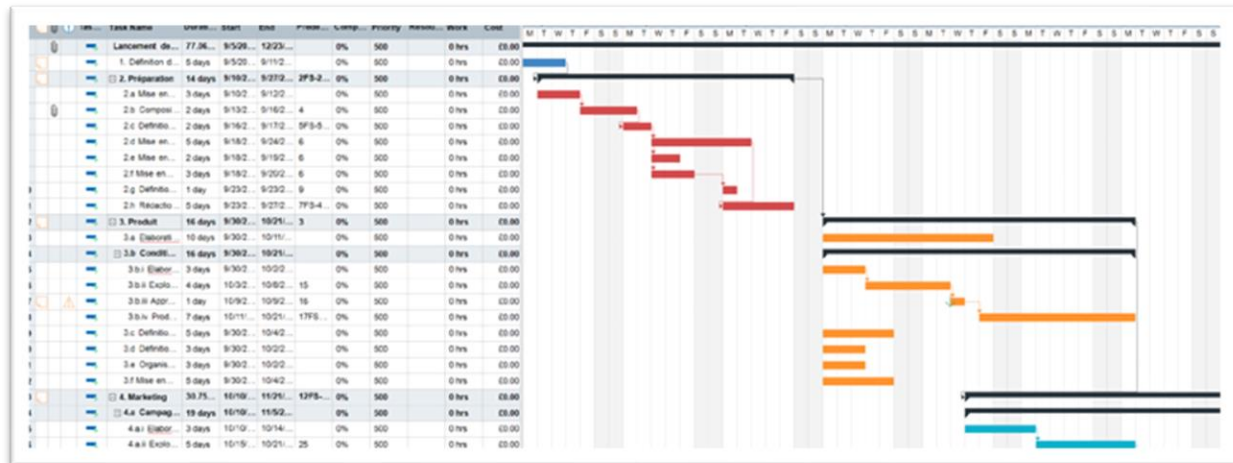 Task Name Start End Priority Work Cost M T W T F S S M T W T F S S M T W T F S S M T W T F S S M T W T F S S M T W T F S S M T W T F S S
Lancement de... 77.06... 9/5/20... 12/23/... 0% 500 0 hrs £0.00
1. Définition d... 5 days 9/5/20... 9/11/2... 0% 500 0 hrs £0.00
2. Préparation 14 days 9/10/2... 9/27/2... 2FS-2... 0% 500 0 hrs £0.00
2.a Mise en... 3 days 9/10/2... 9/12/2... 0% 500 0 hrs £0.00
2.b Composi... 2 days 9/13/2... 9/16/2... 4 0% 500 0 hrs £0.00
2.c Définitio... 2 days 9/16/2... 9/17/2... 5FS-5... 0% 500 0 hrs £0.00
2.d Mise en... 5 days 9/18/2... 9/24/2... 6 0% 500 0 hrs £0.00
2.e Mise en... 2 days 9/18/2... 9/19/2... 6 0% 500 0 hrs £0.00
2.f Mise en... 3 days 9/18/2... 9/20/2... 6 0% 500 0 hrs £0.00
2.g Définitio... 1 day 9/23/2... 9/23/2... 9 0% 500 0 hrs £0.00
2.h Rédactio... 5 days 9/23/2... 9/27/2... 7FS-4... 0% 500 0 hrs £0.00
3. Produit 16 days 9/30/2... 10/21/... 3 0% 500 0 hrs £0.00
3.a Elaborati... 10 days 9/30/2... 10/11/... 0% 500 0 hrs £0.00
3.b Conditi... 16 days 9/30/2... 10/21/... 0% 500 0 hrs £0.00
3.b.i Elabor... 3 days 9/30/2... 10/2/2... 0% 500 0 hrs £0.00
3.b.ii Explo... 4 days 10/3/2... 10/8/2... 15 0% 500 0 hrs £0.00
3.b.iii Appr... 1 day 10/9/2... 10/9/2... 16 0% 500 0 hrs £0.00
3.b.iv Prod... 7 days 10/11/... 10/21/... 17FS... 0% 500 0 hrs £0.00
3.c Définitio... 5 days 9/30/2... 10/4/2... 0% 500 0 hrs £0.00
3.d Définitio... 3 days 9/30/2... 10/2/2... 0% 500 0 hrs £0.00
3.e Organis... 3 days 9/30/2... 10/2/2... 0% 500 0 hrs £0.00
3.f Mise en... 5 days 9/30/2... 10/4/2... 0% 500 0 hrs £0.00
4. Marketing 30.75... 10/10/... 11/21/... 12FS-... 0% 500 0 hrs £0.00
4.a Campag... 19 days 10/10/... 11/5/2... 0% 500 0 hrs £0.00
4.a.i Elabor... 3 days 10/10/... 10/14/... 0% 500 0 hrs £0.00
4.a.ii Explo... 5 days 10/15/... 10/21/... 25 0% 500 0 hrs £0.00